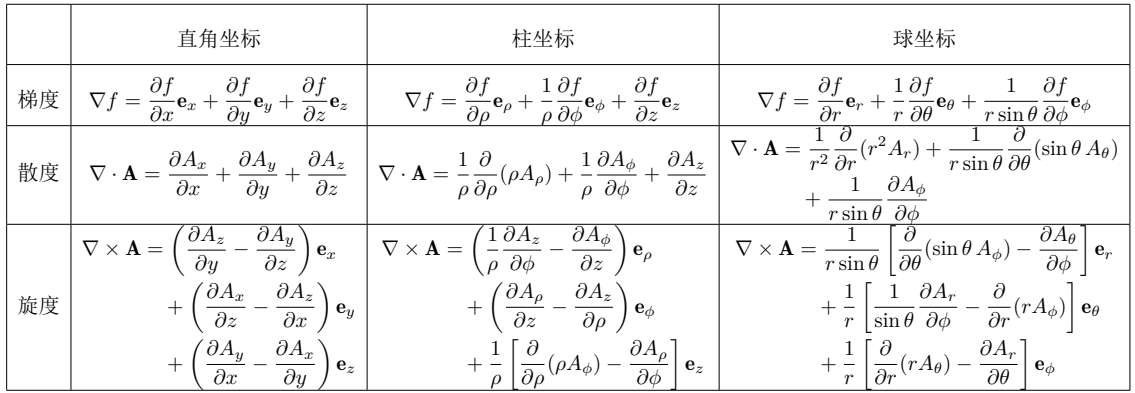 直角坐标 柱坐标 球坐标
梯度 ∇f = ∂f/∂x 𝐞_x + ∂f/∂y 𝐞_y + ∂f/∂z 𝐞_z ∇f = ∂f/∂ρ 𝐞_ρ + 1/ρ ∂f/∂ϕ 𝐞_ϕ + ∂f/∂z 𝐞_z ∇f = ∂f/∂r 𝐞_r + 1/r ∂f/∂θ 𝐞_θ + 1/(r sin θ) ∂f/∂ϕ 𝐞_ϕ
散度 ∇ · 𝐀 = ∂A_x/∂x + ∂A_y/∂y + ∂A_z/∂z ∇ · 𝐀 = 1/ρ ∂/∂ρ (ρA_ρ) + 1/ρ ∂A_ϕ/∂ϕ + ∂A_z/∂z ∇ · 𝐀 = 1/r² ∂/∂r (r² A_r) + 1/(r sin θ) ∂/∂θ (sin θ A_θ)
+ 1/(r sin θ) ∂A_ϕ/∂ϕ
旋度 ∇ × 𝐀 = (∂A_z/∂y − ∂A_y/∂z) 𝐞_x ∇ × 𝐀 = (1/ρ ∂A_z/∂ϕ − ∂A_ϕ/∂z) 𝐞_ρ ∇ × 𝐀 = 1/(r sin θ) [∂/∂θ (sin θ A_ϕ) − ∂A_θ/∂ϕ] 𝐞_r
+ (∂A_x/∂z − ∂A_z/∂x) 𝐞_y + (∂A_ρ/∂z − ∂A_z/∂ρ) 𝐞_ϕ + 1/r [1/sin θ ∂A_r/∂ϕ − ∂/∂r (rA_ϕ)] 𝐞_θ
+ (∂A_y/∂x − ∂A_x/∂y) 𝐞_z + 1/ρ [∂/∂ρ (ρA_ϕ) − ∂A_ρ/∂ϕ] 𝐞_z + 1/r [∂/∂r (rA_θ) − ∂A_r/∂θ] 𝐞_ϕ